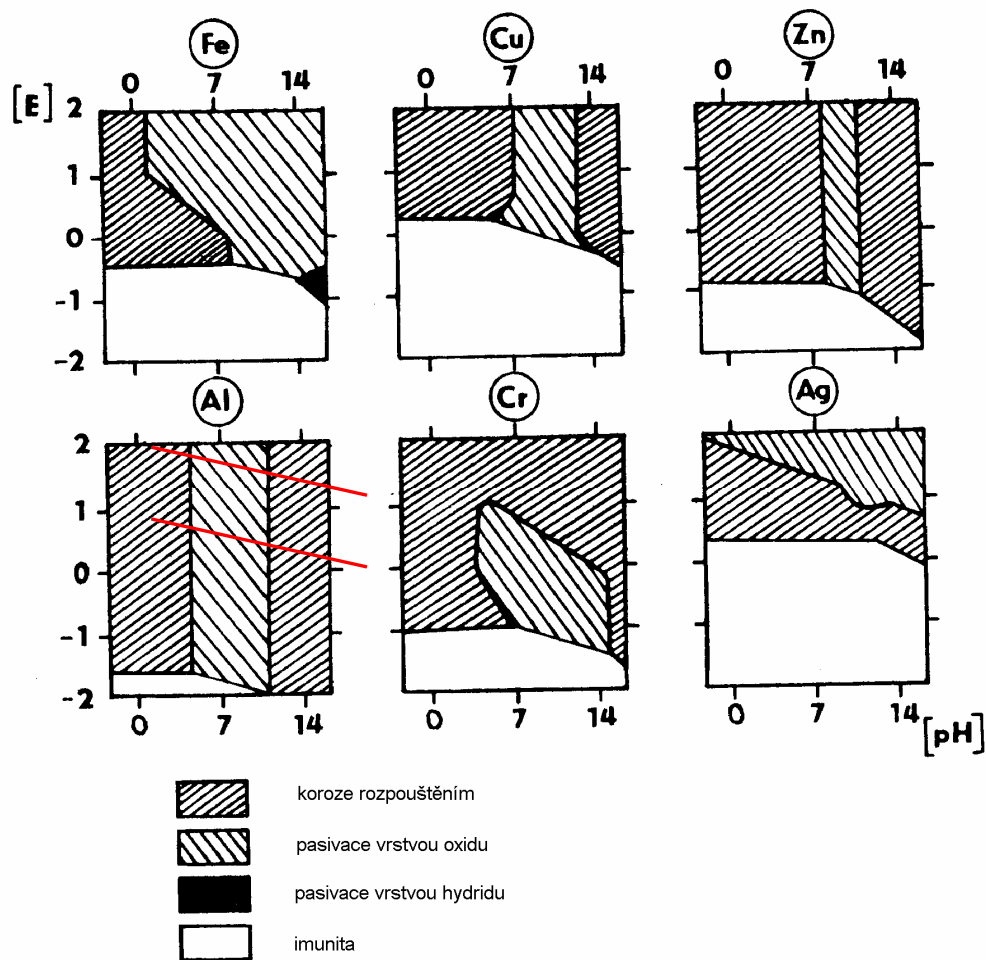 Fe Cu Zn
0 7 14 0 7 14 0 7 14
[E] 2
1
0
-1
-2
Al Cr Ag
2
1
0
-1
-2
0 7 14 0 7 14 0 7 14 [pH]
koroze rozpouštěním
pasivace vrstvou oxidu
pasivace vrstvou hydridu
imunita